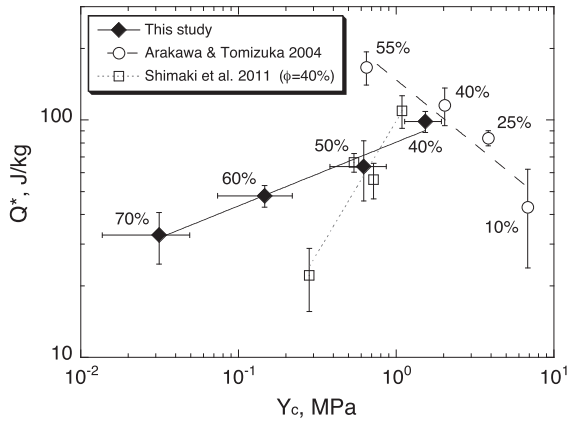 This study
Arakawa & Tomizuka 2004
Shimaki et al. 2011 (ϕ=40%)
55%
40%
25%
100
50%
40%
60%
70%
10%
Q*, J/kg
10
10-2
10-1
100
101
Yc, MPa